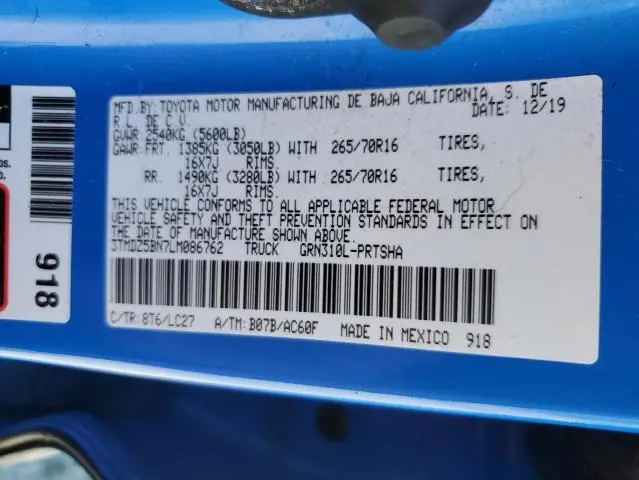 MFD.BY:TOYOTA MOTOR MANUFACTURING DE BAJA CALIFORNIA, S. DE
R.L. DE C.V. DATE: 12/19
GVWR 2540KG (5600LB)
GAWR FRT. 1385KG (3050LB) WITH 265/70R16 TIRES,
16X7J RIMS.
RR. 1490KG (3280LB) WITH 265/70R16 TIRES,
16X7J RIMS.
THIS VEHICLE CONFORMS TO ALL APPLICABLE FEDERAL MOTOR
VEHICLE SAFETY AND THEFT PREVENTION STANDARDS IN EFFECT ON
THE DATE OF MANUFACTURE SHOWN ABOVE.
3TMDZ5BN7LM086762 TRUCK GRN310L-PRTSHA
C/TR:8T6/LC27 A/TM:B07B/AC60F MADE IN MEXICO 918
918
bs.